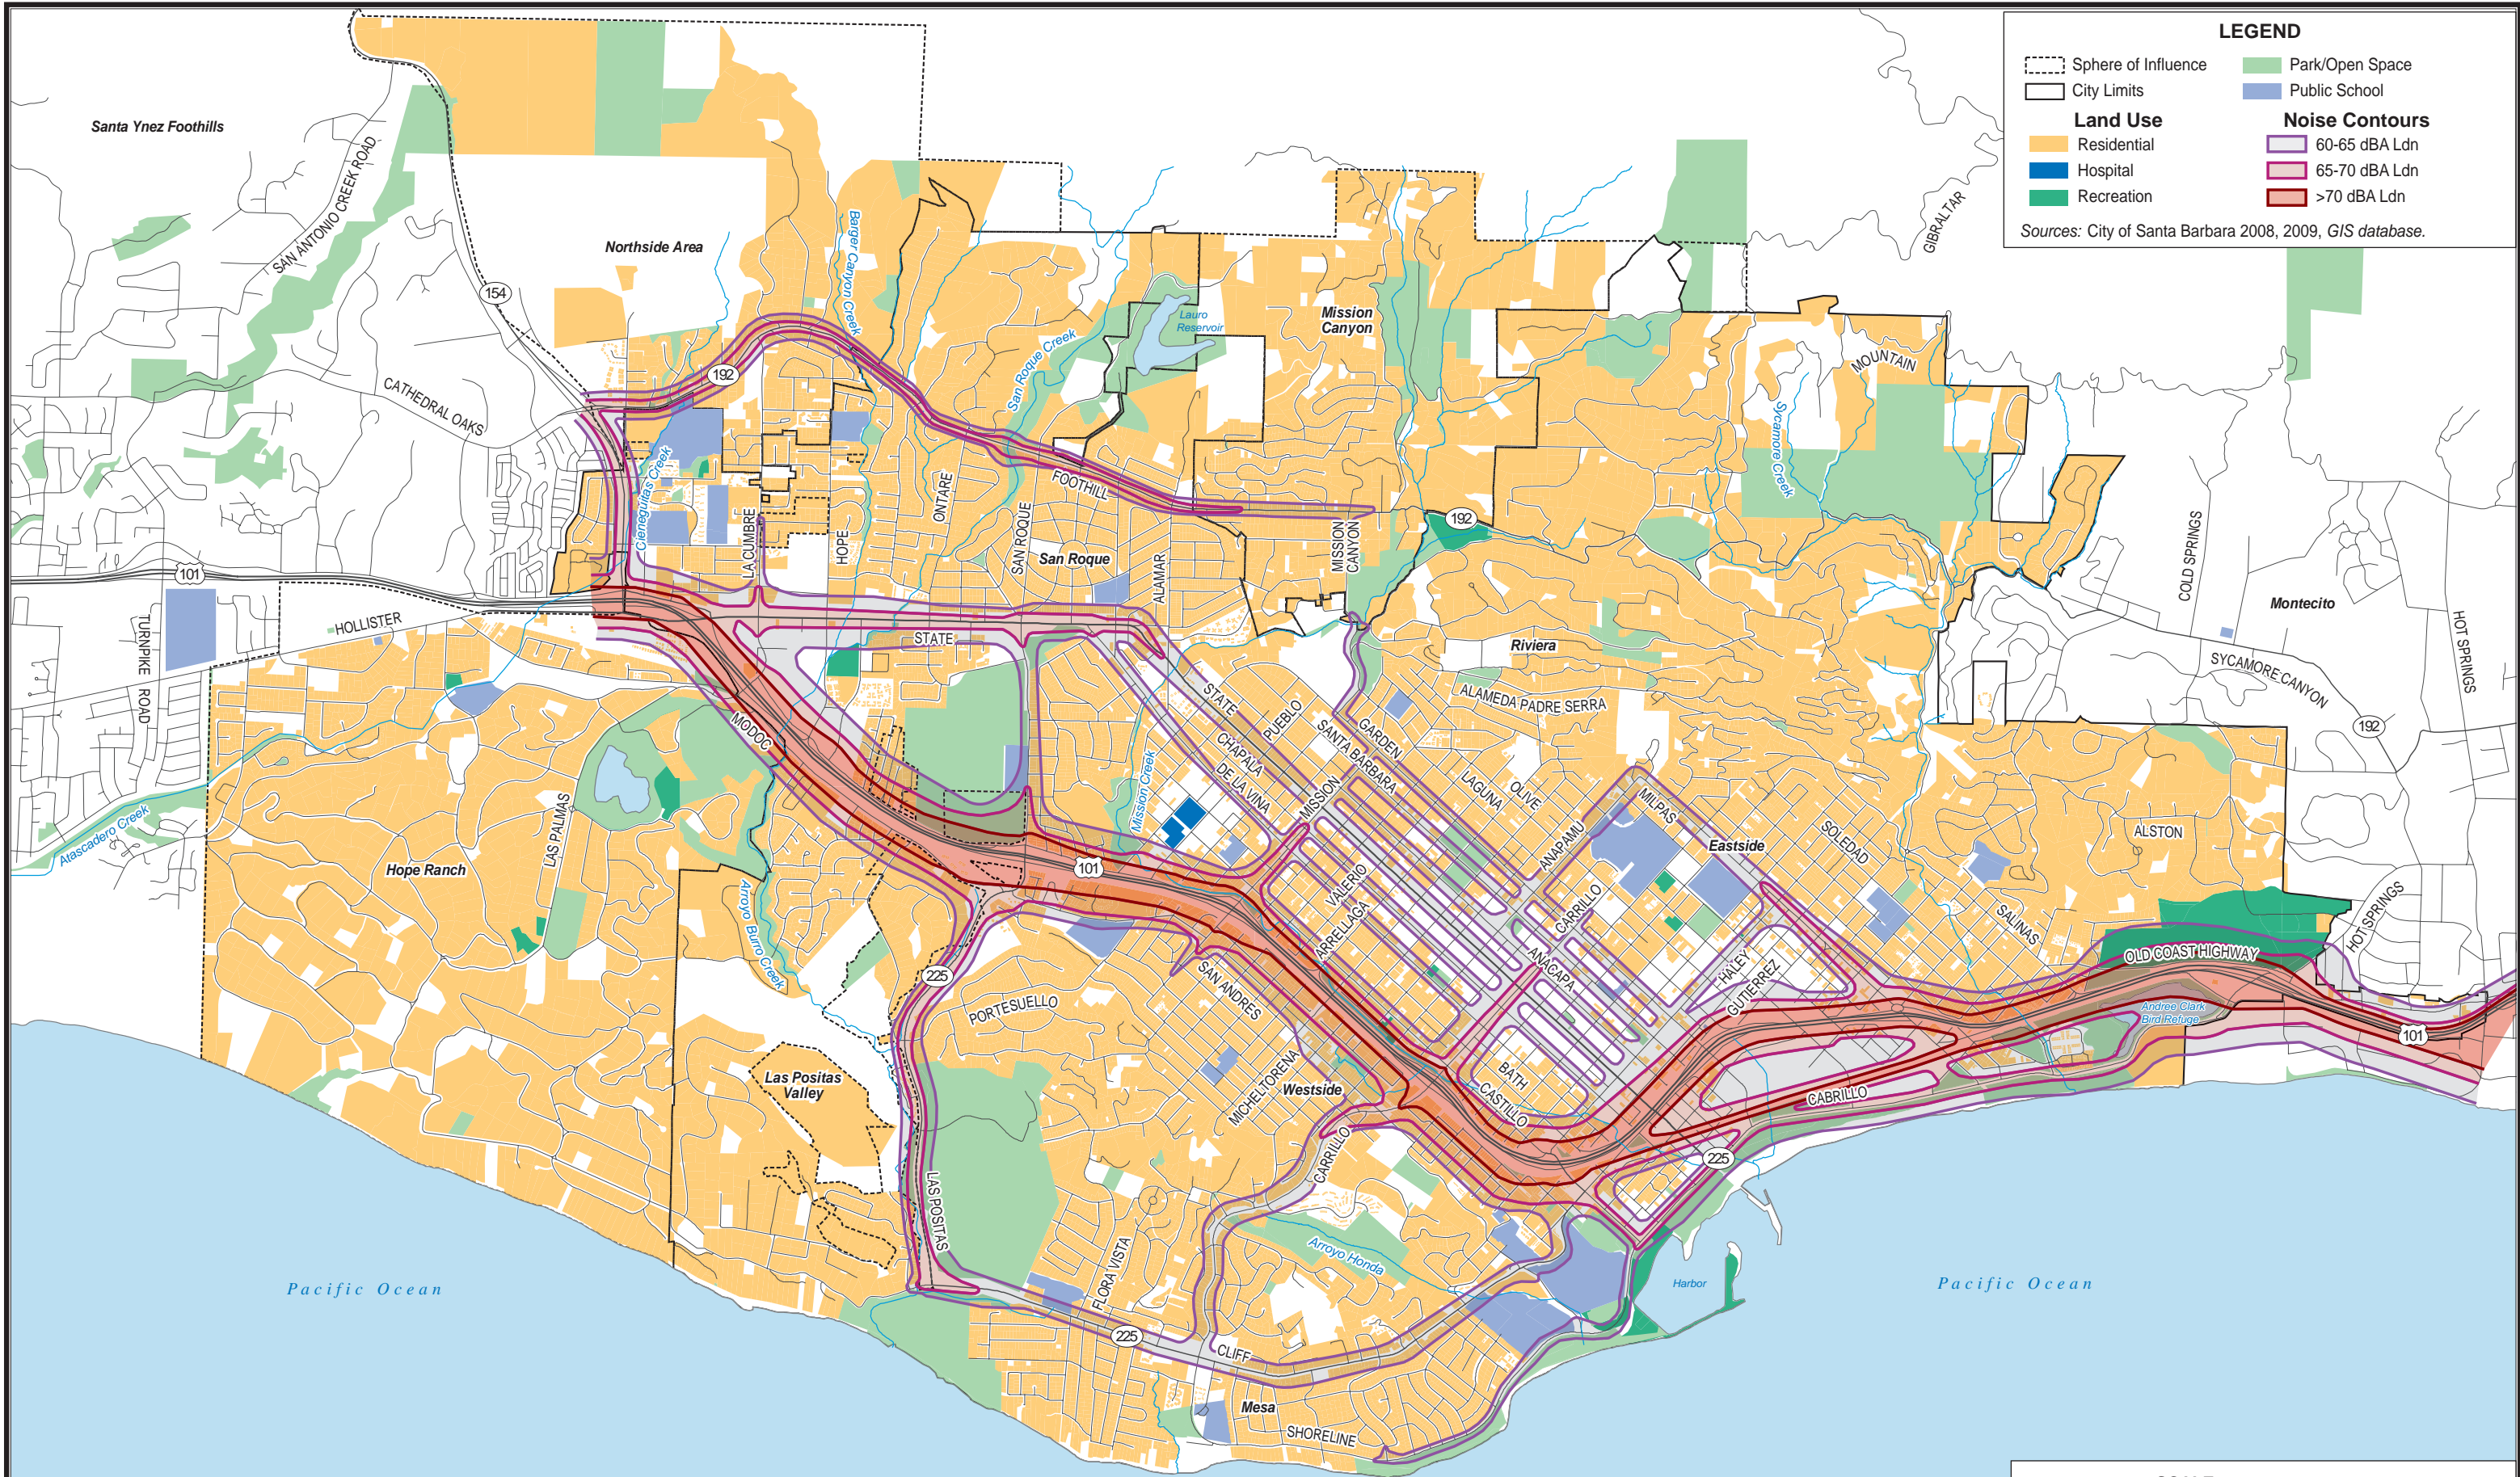 LEGEND
Sphere of Influence
City Limits
Park/Open Space
Public School
Land Use
Residential
Hospital
Recreation
Noise Contours
60-65 dBA Ldn
65-70 dBA Ldn
>70 dBA Ldn
Sources: City of Santa Barbara 2008, 2009, GIS database.
Santa Ynez Foothills
SAN ANTONIO CREEK ROAD
Northside Area
154
Barger Canyon Creek
GIBRALTAR
Lauro
Reservoir
Mission
Canyon
San Roque Creek
192
CATHEDRAL OAKS
MOUNTAIN
Sycamore Creek
Cieneguitas Creek
LA CUMBRE
HOPE
ONTARE
SAN ROQUE
FOOTHILL
San Roque
ALAMAR
MISSION
CANYON
192
COLD SPRINGS
Montecito
HOT SPRINGS
101
TURNPIKE ROAD
HOLLISTER
STATE
Riviera
SYCAMORE CANYON
192
ALAMEDA PADRE SERRA
MODOC
STATE
PUEBLO
CHAPALA
DE LA VINA
SANTA BARBARA
GARDEN
LAGUNA
OLIVE
MISSION
MILPAS
Mission Creek
Atascadero Creek
LAS PALMAS
Hope Ranch
101
ANAPAMU
Eastside
SOLEDAD
ALSTON
VALERIO
ARRELLAGA
CARRILLO
SALINAS
HOT SPRINGS
Arroyo Burro Creek
225
ANACAPA
HALEY
GUTIERREZ
OLD COAST HIGHWAY
PORTESUELLO
SAN ANDRES
Andree Clark
Bird Refuge
101
Las Positas
Valley
MICHELTORENA
Westside
BATH
CASTILLO
CABRILLO
CARRILLO
225
LAS POSITAS
FLORA VISTA
Arroyo Honda
Harbor
Pacific Ocean
Pacific Ocean
225
CLIFF
Mesa
SHORELINE